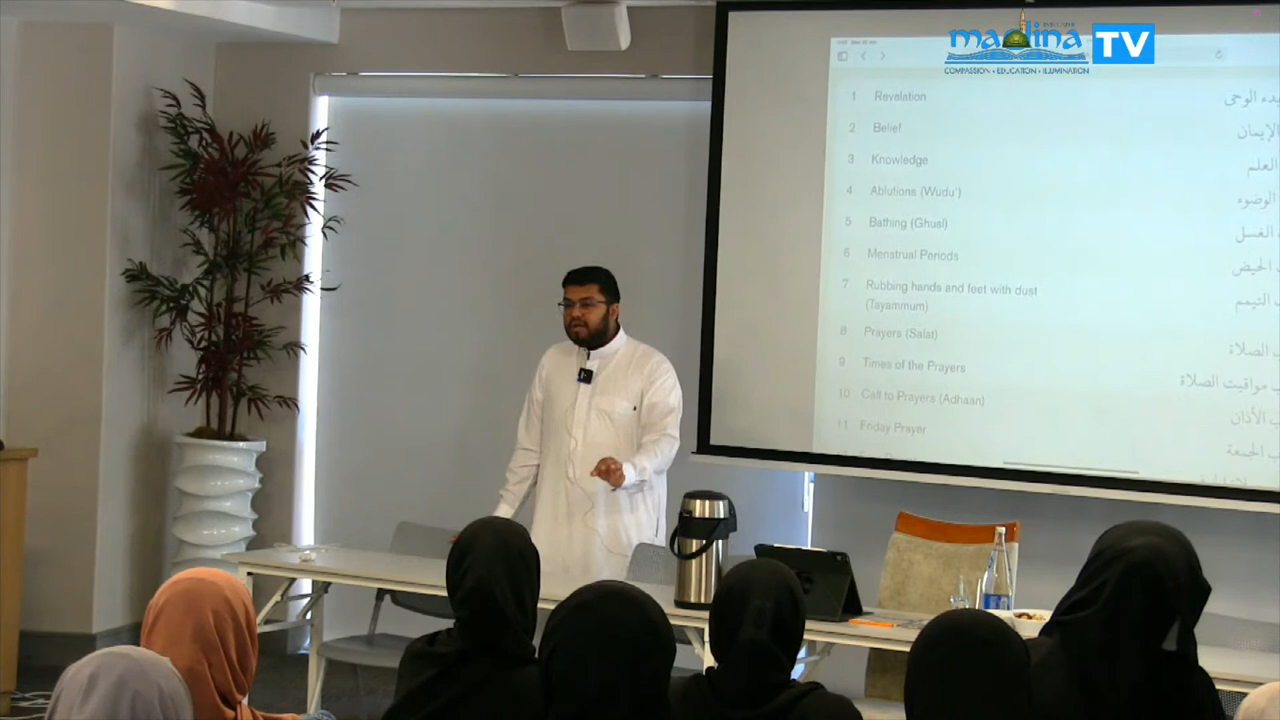 madina
TV
COMPASSION • EDUCATION • ILLUMINATION
1 Revelation بدء الوحى
2 Belief الإيمان
3 Knowledge العلم
4 Ablutions (Wudu') الوضوء
5 Bathing (Ghusl) الغسل
6 Menstrual Periods الحيض
7 Rubbing hands and feet with dust التيمم
(Tayammum)
8 Prayers (Salat) الصلاة
9 Times of the Prayers مواقيت الصلاة
10 Call to Prayers (Adhaan) الأذان
11 Friday Prayer الجمعة